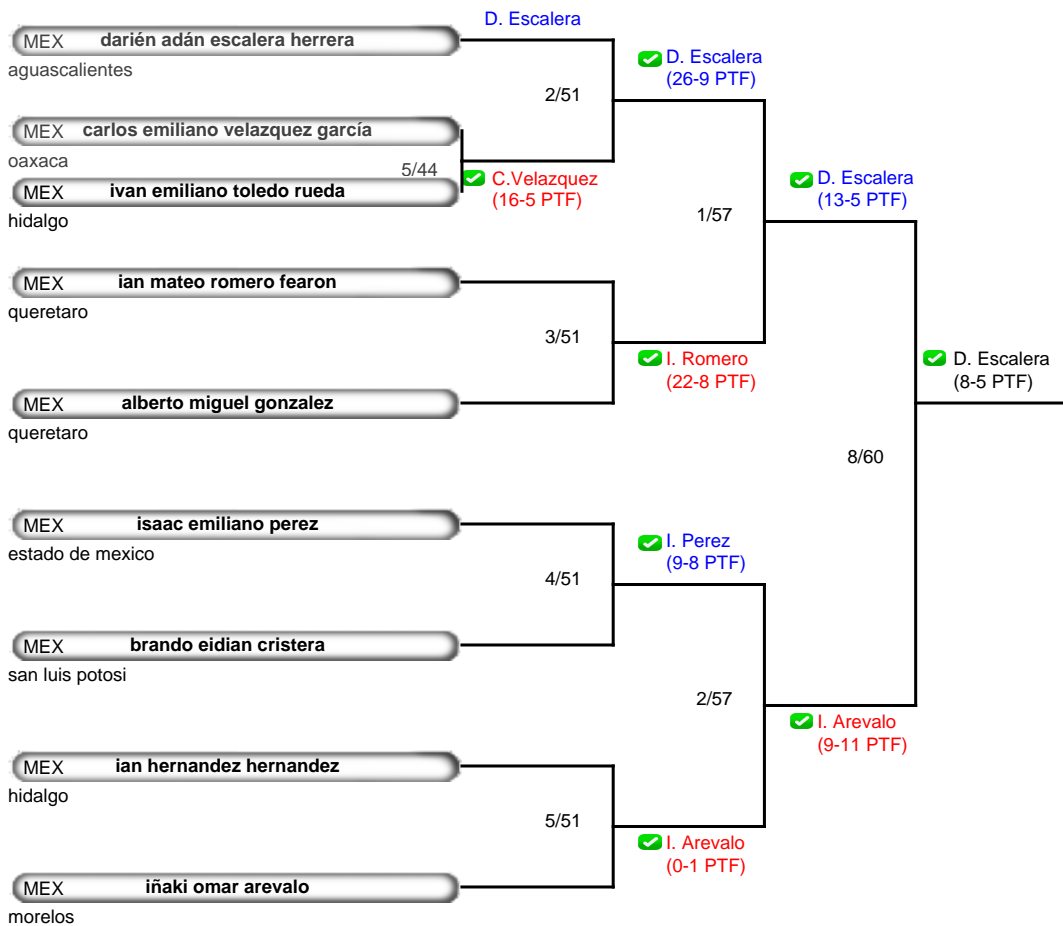 D. Escalera
MEX darién adán escalera herrera
aguascalientes
D. Escalera
(26-9 PTF)
2/51
MEX carlos emiliano velazquez garcía
oaxaca
5/44
C.Velazquez
(16-5 PTF)
MEX ivan emiliano toledo rueda
hidalgo
D. Escalera
(13-5 PTF)
1/57
MEX ian mateo romero fearon
queretaro
3/51
I. Romero
(22-8 PTF)
MEX alberto miguel gonzalez
queretaro
D. Escalera
(8-5 PTF)
8/60
MEX isaac emiliano perez
estado de mexico
I. Perez
(9-8 PTF)
4/51
MEX brando eidian cristera
san luis potosi
2/57
I. Arevalo
(9-11 PTF)
MEX ian hernandez hernandez
hidalgo
5/51
I. Arevalo
(0-1 PTF)
MEX iñaki omar arevalo
morelos